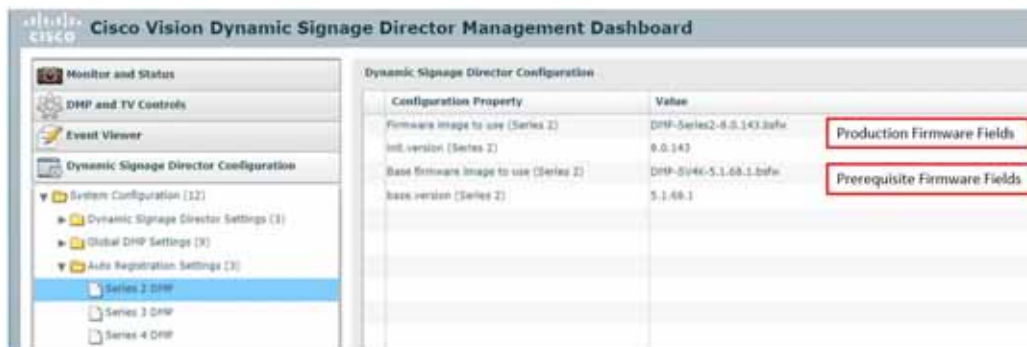 CISCO
Cisco Vision Dynamic Signage Director Management Dashboard
Monitor and Status
DMP and TV Controls
Event Viewer
Dynamic Signage Director Configuration
System Configuration (12)
Dynamic Signage Director Settings (3)
Global DMP Settings (9)
Auto Registration Settings (3)
Series 2 DMP
Series 3 DMP
Series 4 DMP
Dynamic Signage Director Configuration
Configuration Property Value
Firmware image to use (Series 2) DMP-Series2-8.0.143.bsfw
init.version (Series 2) 8.0.143
Base firmware image to use (Series 2) DMP-SV4K-5.1.68.1.bsfw
base.version (Series 2) 5.1.68.1
Production Firmware Fields
Prerequisite Firmware Fields